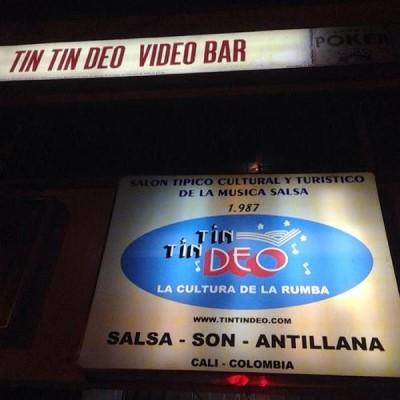 TIN TIN DEO VIDEO BAR
POKER
SALON TIPICO CULTURAL Y TURISTICO
DE LA MUSICA SALSA
1.987
TIN
TIN DEO
LA CULTURA DE LA RUMBA
WWW.TINTINDEO.COM
SALSA - SON - ANTILLANA
CALI - COLOMBIA